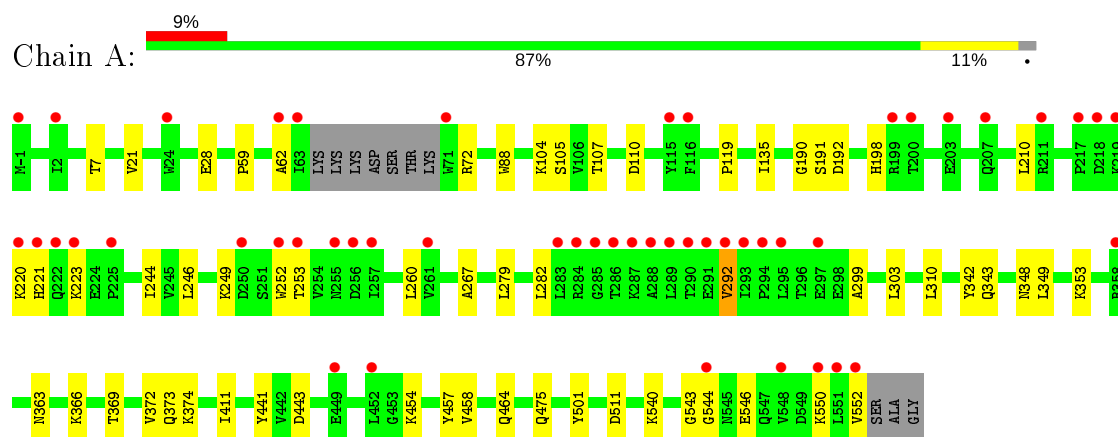 9%
Chain A:
87% 11% •
M-1 I2 T7 V21 W24 E28 P59 A62 I63 LYS LYS LYS ASP SER THR LYS W71 R72 W88 K104 S105 V106 T107 D110 Y115 F116 P119 I135 G190 S191 D192 H198 R199 T200 E203 Q207 L210 R211 P217 D218 K219
K220 H221 Q222 K223 E224 P225 I244 V245 L246 K249 D250 S251 W252 T253 V254 N255 D256 I257 L260 V261 A267 L279 L282 L283 R284 G285 T286 K287 A288 L289 T290 E291 V292 I293 P294 L295 T296 E297 E298 A299 L303 L310 Y342 Q343 N348 L349 K353 R358
N363 K366 T369 V372 Q373 K374 I411 Y441 V442 D443 E449 L452 G453 K454 Y457 V458 Q464 Q475 Y501 D511 K540 G543 G544 N545 E546 Q547 V548 D549 K550 L551 V552 SER ALA GLY